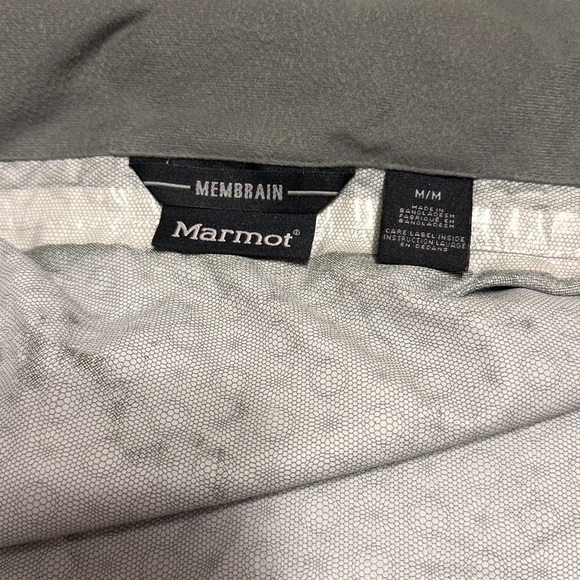 MEMBRAIN
Marmot®
M/M
MADE IN
BANGLADESH
FABRIQUE EN
BANGLADESH
CARE LABEL INSIDE
INSTRUCTION LAVAGE
EN DEDANS